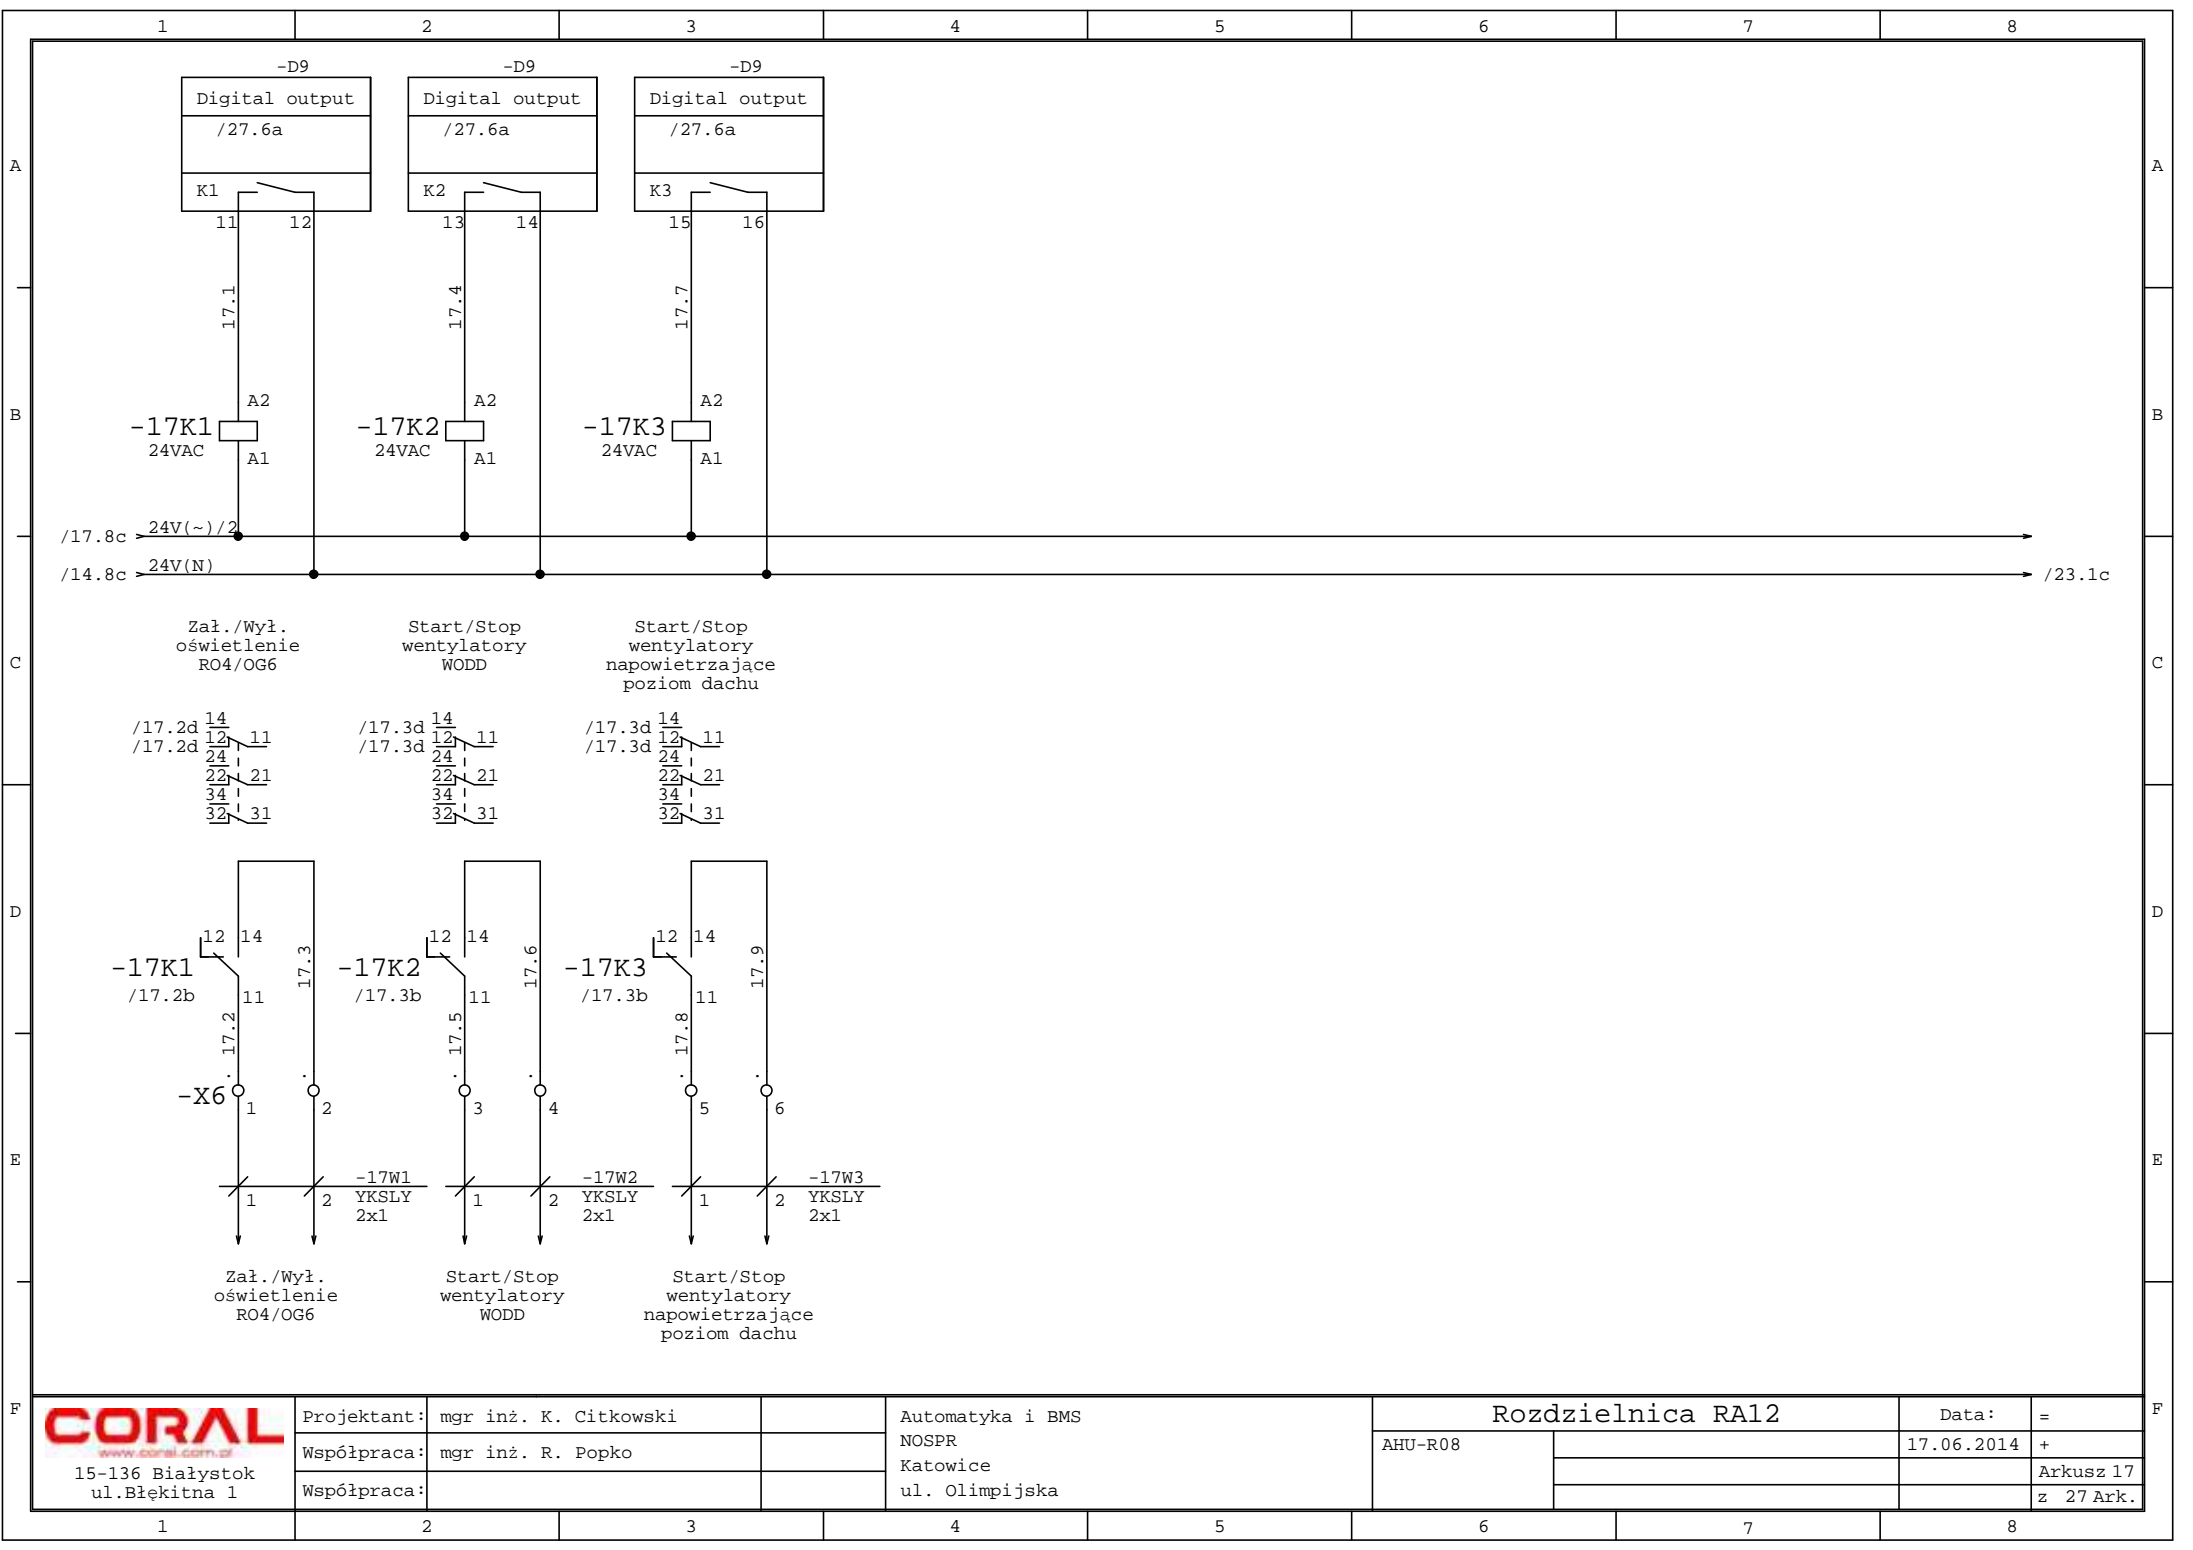 1 2 3 4 5 6 7 8
-D9 -D9 -D9
Digital output Digital output Digital output
/27.6a /27.6a /27.6a
A A
K1 K2 K3
11 12 13 14 15 16
17.1 17.4 17.7
A2 A2 A2
B B
-17K1 -17K2 -17K3
24VAC 24VAC 24VAC
A1 A1 A1
/17.8c 24V(~)/2
/14.8c 24V(N) /23.1c
Zał./Wył.
oświetlenie
RO4/OG6
Start/Stop
wentylatory
WODD
Start/Stop
wentylatory
napowietrzające
poziom dachu
C C
14 14 14
/17.2d 12 11 /17.3d 12 11 /17.3d 12 11
/17.2d 24 /17.3d 24 /17.3d 24
22 21 22 21 22 21
34 34 34
32 31 32 31 32 31
D D
12 14 12 14 12 14
17.3 17.6 17.9
-17K1 -17K2 -17K3
/17.2b 11 /17.3b 11 /17.3b 11
17.2 17.5 17.8
-X6 1 2 3 4 5 6
E E
-17W1 -17W2 -17W3
1 2 YKSLY 1 2 YKSLY 1 2 YKSLY
2x1 2x1 2x1
Zał./Wył.
oświetlenie
RO4/OG6
Start/Stop
wentylatory
WODD
Start/Stop
wentylatory
napowietrzające
poziom dachu
F F
CORAL
www.coral.com.pl
15-136 Białystok
ul.Błękitna 1
Projektant: mgr inż. K. Citkowski
Współpraca: mgr inż. R. Popko
Współpraca:
Automatyka i BMS
NOSPR
Katowice
ul. Olimpijska
Rozdzielnica RA12
AHU-R08
Data: =
17.06.2014 +
Arkusz 17
z 27 Ark.
1 2 3 4 5 6 7 8